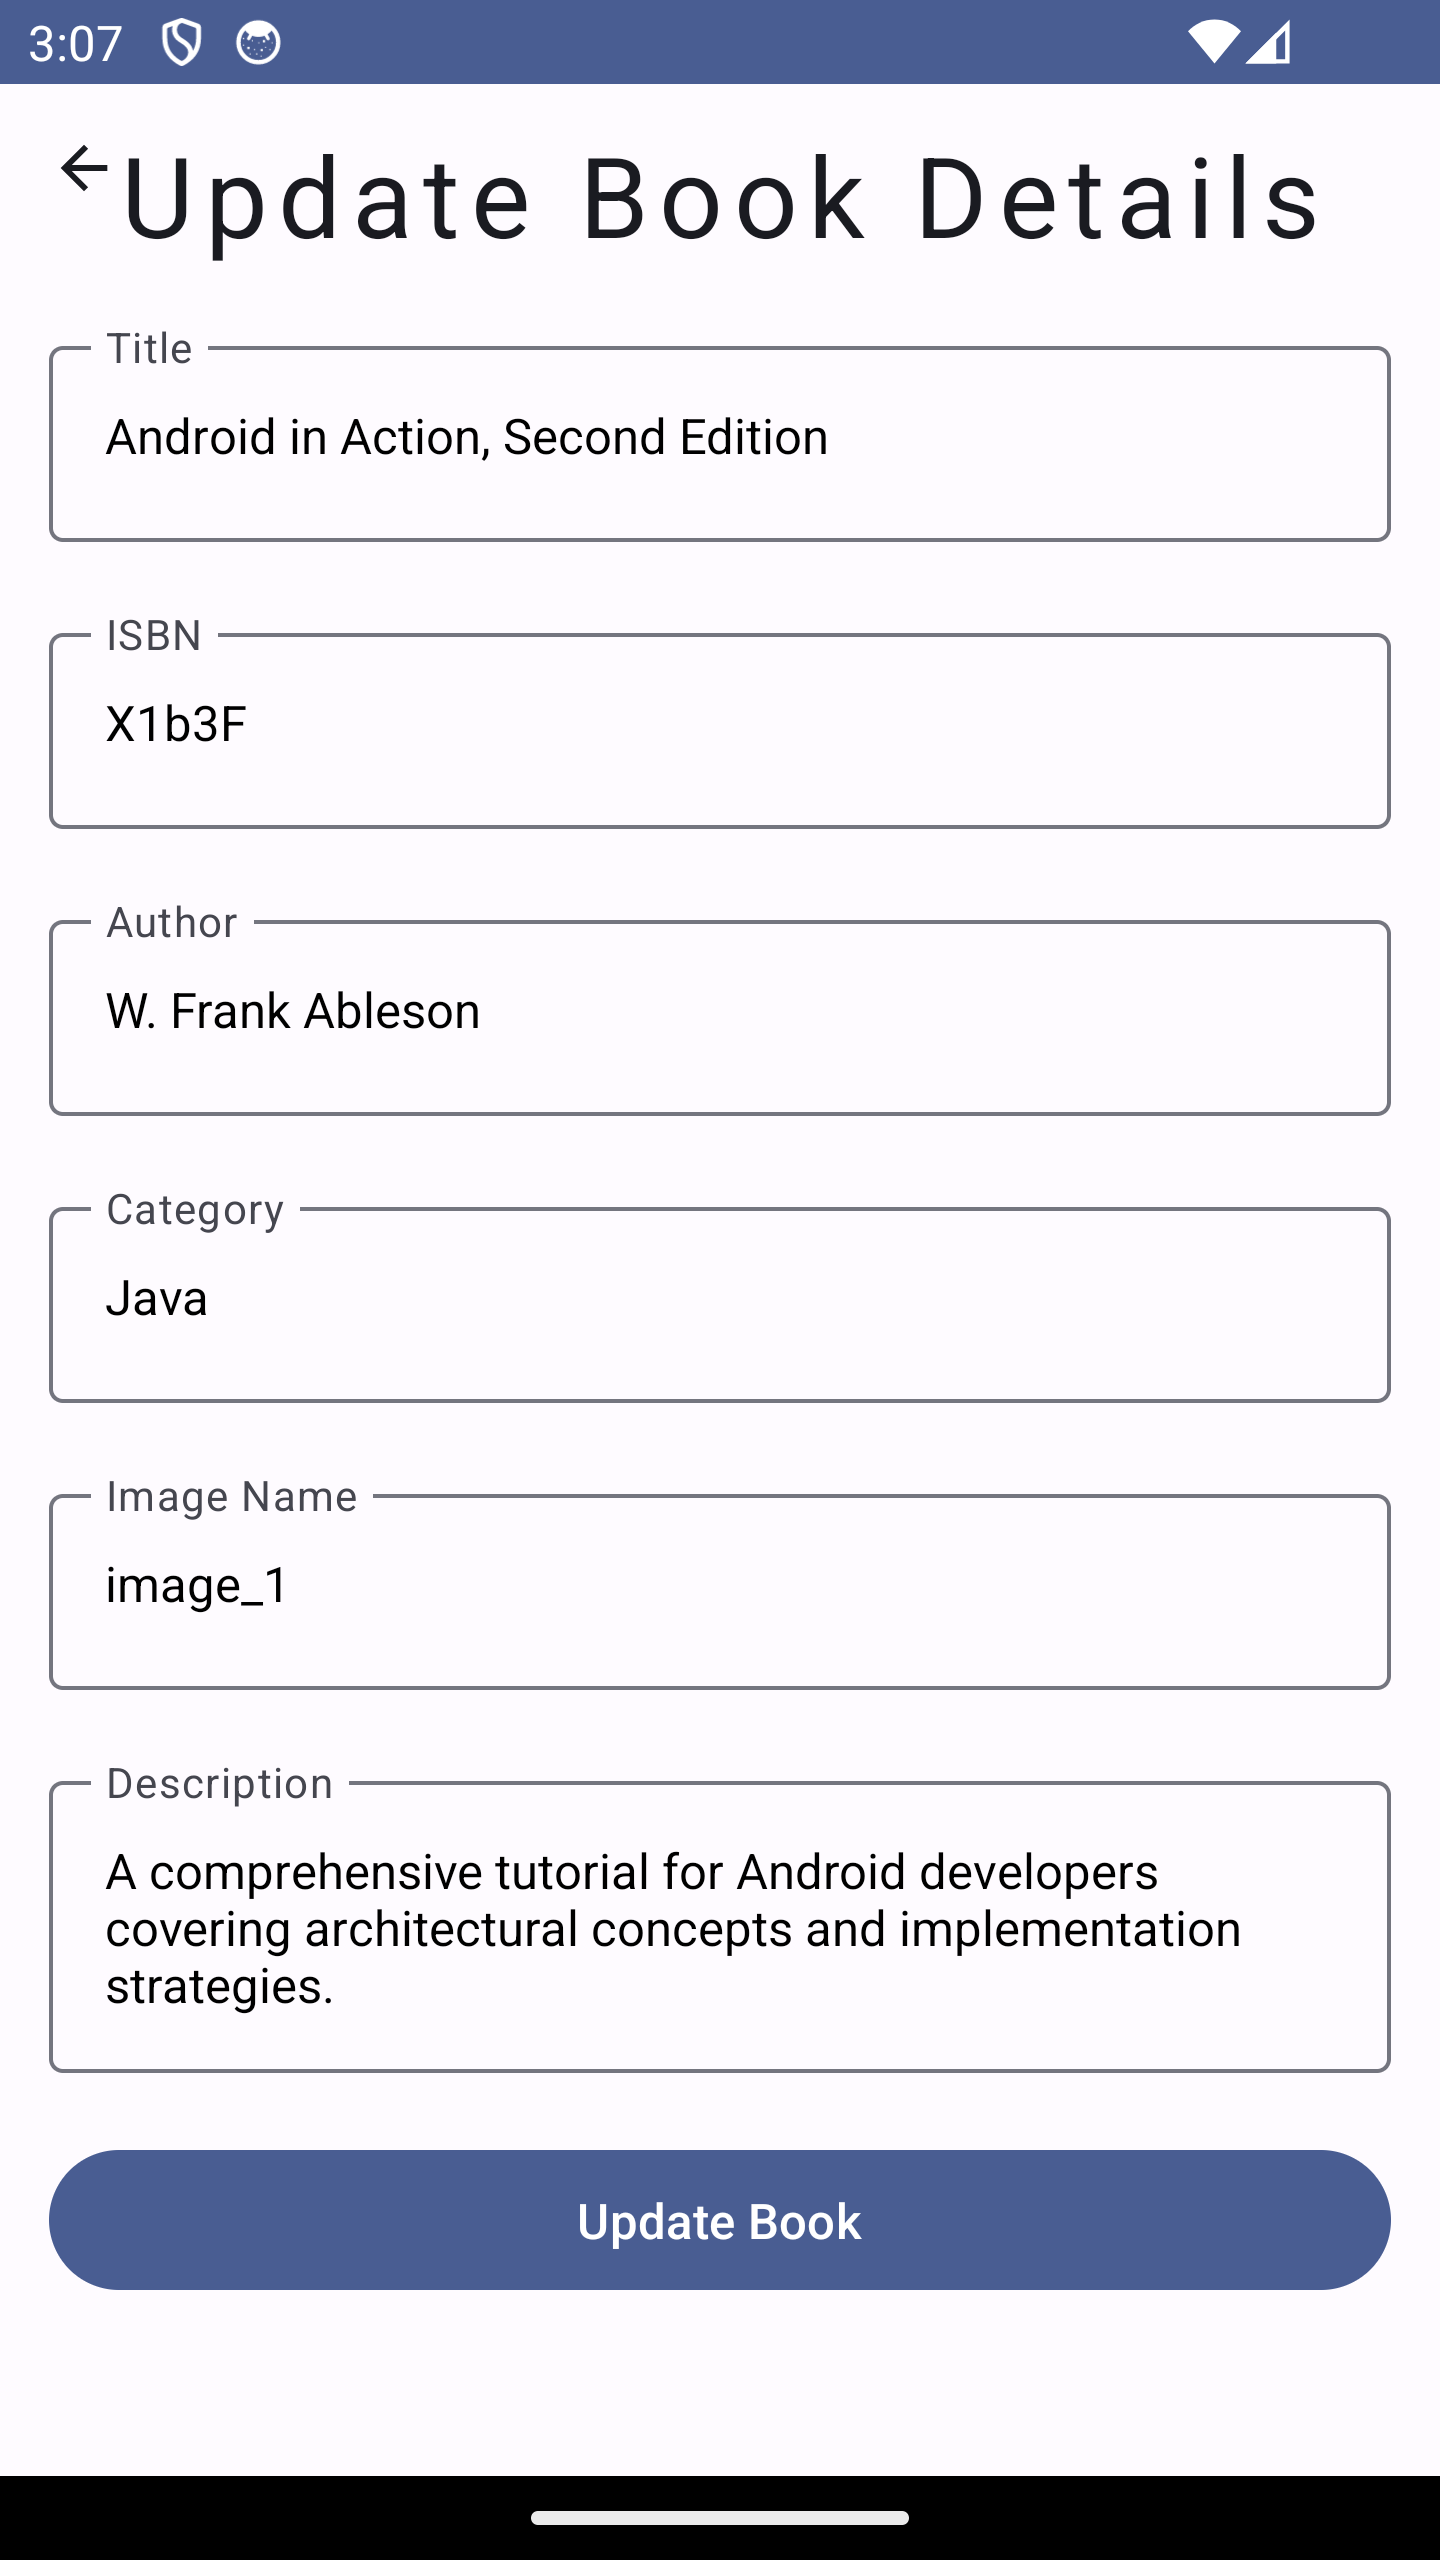 3:07
Update Book Details
Title
Android in Action, Second Edition
ISBN
X1b3F
Author
W. Frank Ableson
Category
Java
Image Name
image_1
Description
A comprehensive tutorial for Android developers
covering architectural concepts and implementation
strategies.
Update Book